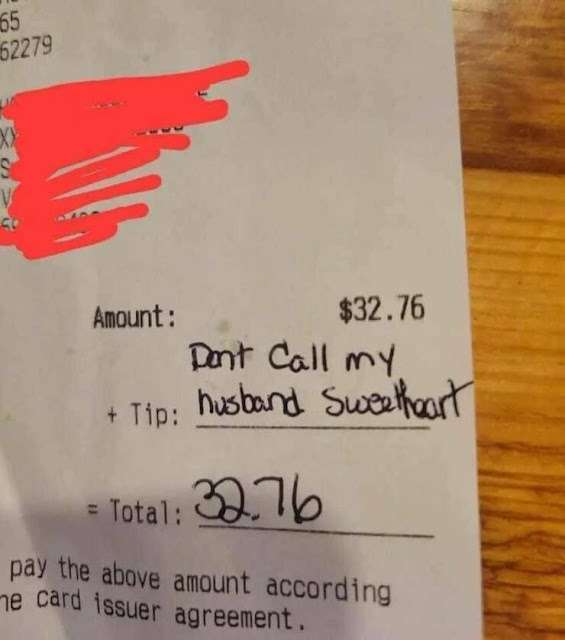 65
62279
Amount: $32.76
Dont Call my
+ Tip: husband Sweetheart
= Total: 32.76
pay the above amount according
card issuer agreement.